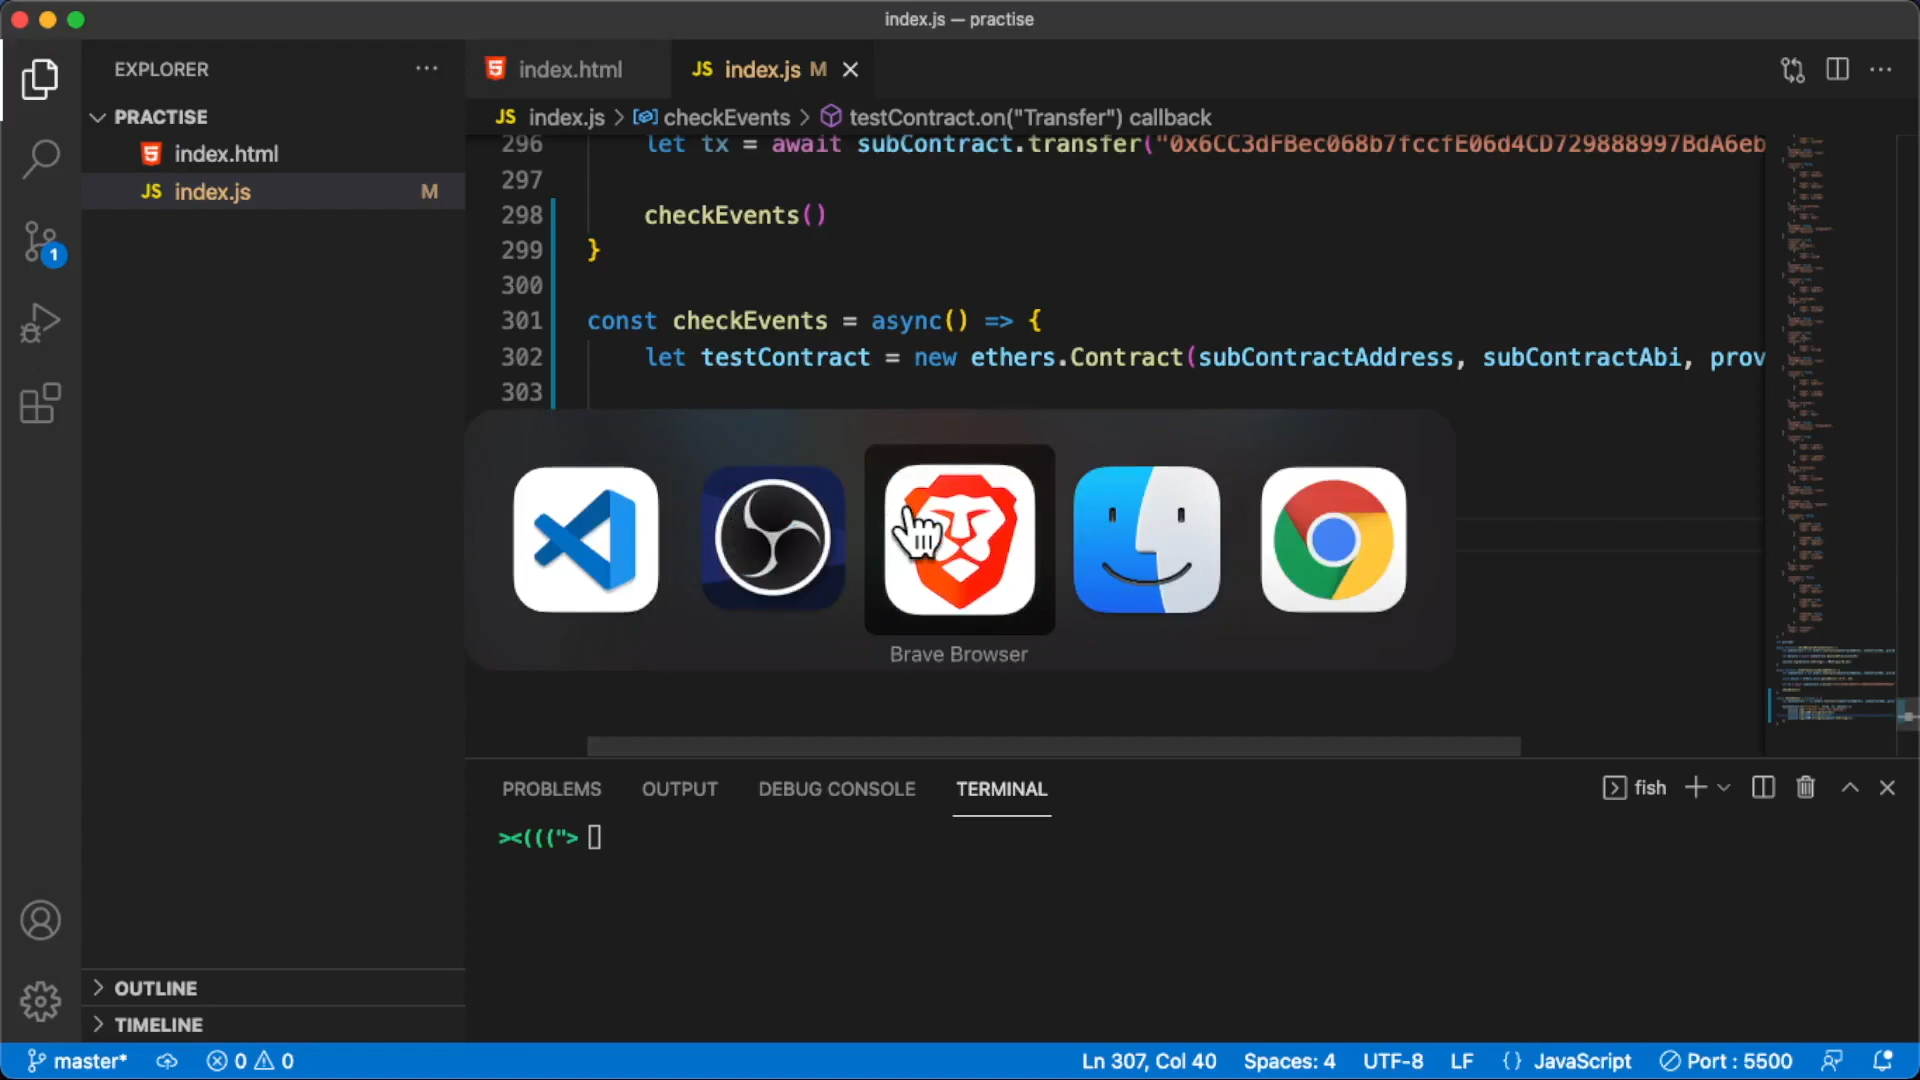 index.js — practise
EXPLORER
PRACTISE
index.html
JS index.js M
OUTLINE
TIMELINE
index.html
JS index.js M
JS index.js > checkEvents > testContract.on("Transfer") callback
296 let tx = await subContract.transfer("0x6CC3dFBec068b7fccfE06d4CD729888997BdA6eb
297
298 checkEvents()
299 }
300
301 const checkEvents = async() => {
302 let testContract = new ethers.Contract(subContractAddress, subContractAbi, prov
303
Brave Browser
PROBLEMS OUTPUT DEBUG CONSOLE TERMINAL
fish
><(((">
1
master* 0 0 Ln 307, Col 40 Spaces: 4 UTF-8 LF {} JavaScript Port : 5500